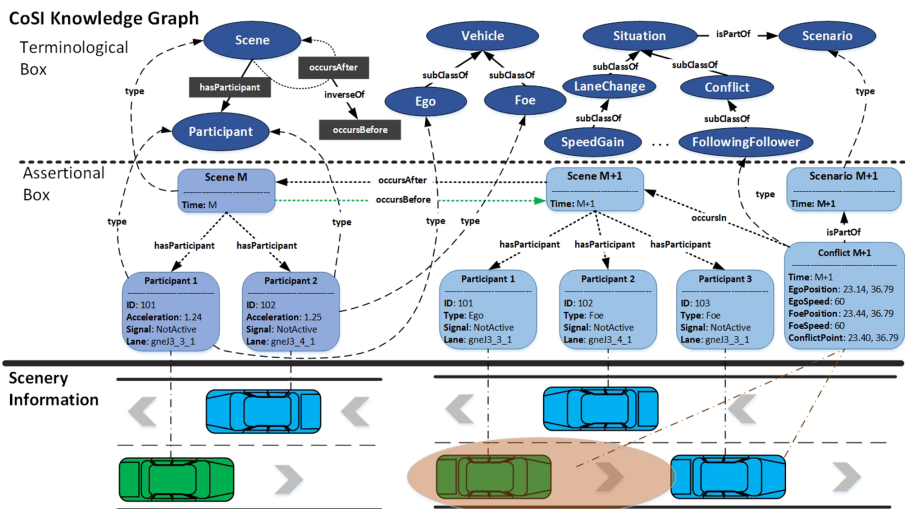 CoSI Knowledge Graph
Terminological
Box
Scene
Vehicle
Situation
isPartOf
Scenario
occursAfter
hasParticipant
inverseOf
occursBefore
type
subClassOf
subClassOf
subClassOf
subClassOf
Ego
Foe
LaneChange
Conflict
type
Participant
subClassOf
subClassOf
SpeedGain
...
FollowingFollower
Assertional
Box
Scene M
Time: M
occursAfter
occursBefore
Scene M+1
Time: M+1
type
Scenario M+1
M+1
occursIn
type
type
type
type
hasParticipant
hasParticipant
hasParticipant
hasParticipant
hasParticipant
isPartOf
Participant 1
ID: 101
Acceleration: 1.24
Signal: NotActive
Lane: gneJ3_3_1
Participant 2
ID: 102
Acceleration: 1.25
Signal: NotActive
Lane: gneJ3_4_1
Participant 1
ID: 101
Type: Ego
Signal: NotActive
Lane: gneJ3_3_1
Participant 2
ID: 102
Type: Foe
Signal: NotActive
Lane: gneJ3_4_1
Participant 3
ID: 103
Type: Foe
Signal: NotActive
Lane: gneJ3_3_1
Conflict M+1
Time: M+1
EgoPosition: 23.14, 36.79
EgoSpeed: 60
FoePosition: 23.44, 36.79
FoeSpeed: 60
ConflictPoint: 23.40, 36.79
Scenery
Information